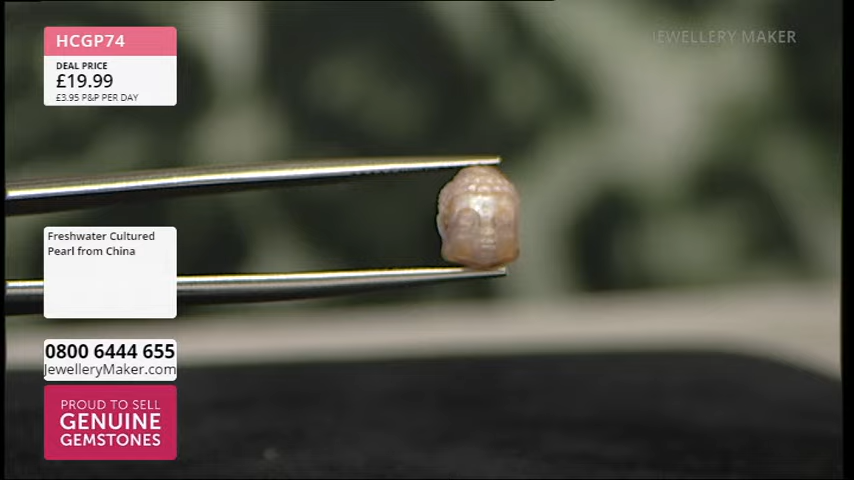 HCGP74
DEAL PRICE
£19.99
£3.95 P&P PER DAY
JEWELLERY MAKER
Freshwater Cultured
Pearl from China
0800 6444 655
JewelleryMaker.com
PROUD TO SELL
GENUINE
GEMSTONES